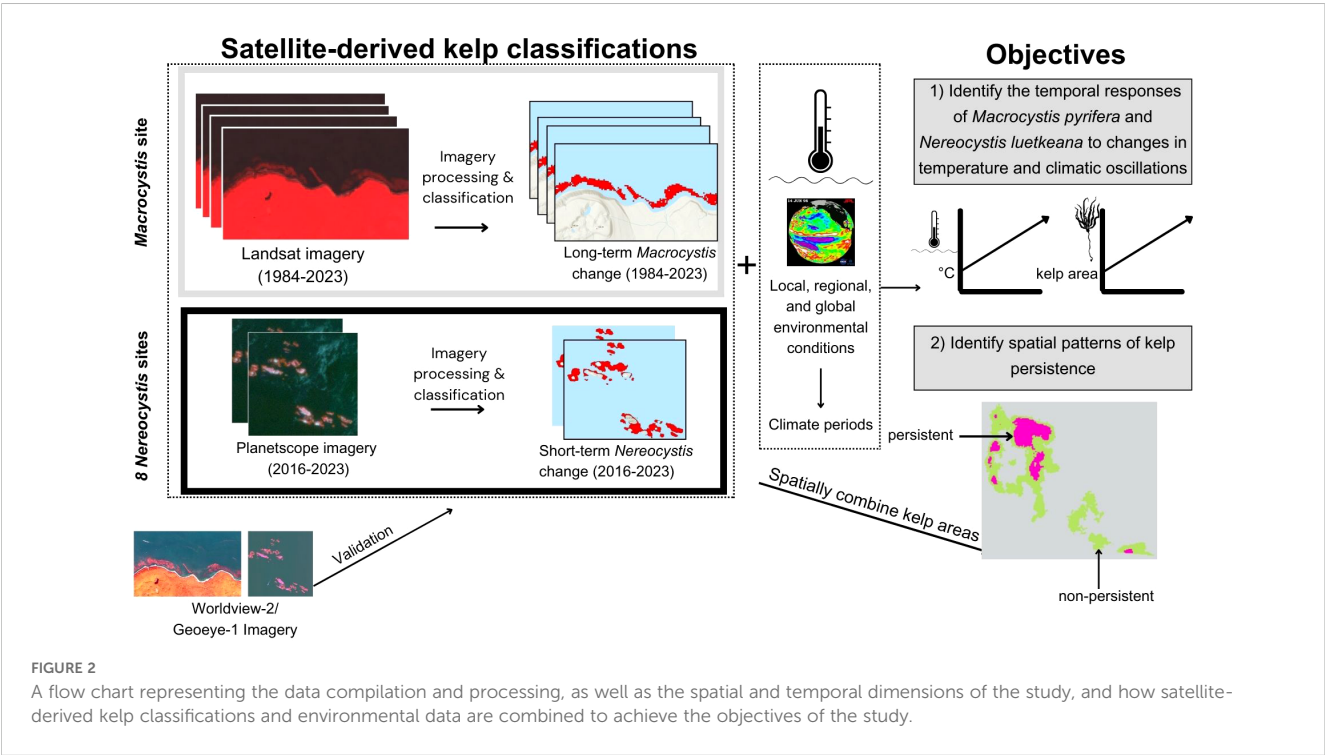 Satellite-derived kelp classifications
Objectives
Macrocystis site
Imagery
processing &
classification
Landsat imagery
(1984-2023)
Long-term Macrocystis
change (1984-2023)
8 Nereocystis sites
Imagery
processing &
classification
Planetscope imagery
(2016-2023)
Short-term Nereocystis
change (2016-2023)
Validation
Worldview-2/
Geoeye-1 Imagery
+
Local, regional,
and global
environmental
conditions
Climate periods
1) Identify the temporal responses
of Macrocystis pyrifera and
Nereocystis luetkeana to changes in
temperature and climatic oscillations
°C
kelp area
2) Identify spatial patterns of kelp
persistence
persistent
Spatially combine kelp areas
non-persistent
FIGURE 2
A flow chart representing the data compilation and processing, as well as the spatial and temporal dimensions of the study, and how satellite-
derived kelp classifications and environmental data are combined to achieve the objectives of the study.